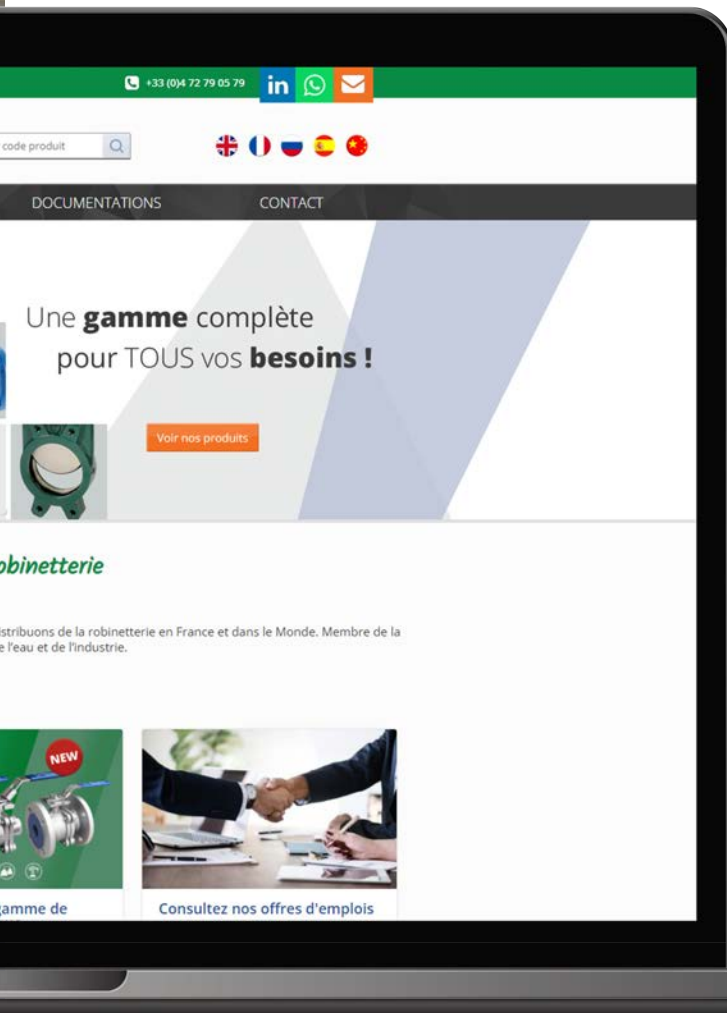 +33 (0)4 72 79 05 79
in
code produit
DOCUMENTATIONS
CONTACT
Une gamme complète
pour TOUS vos besoins !
Voir nos produits
obinetterie
istribuons de la robinetterie en France et dans le Monde. Membre de la
e l'eau et de l'industrie.
NEW
gamme de
Consultez nos offres d'emplois